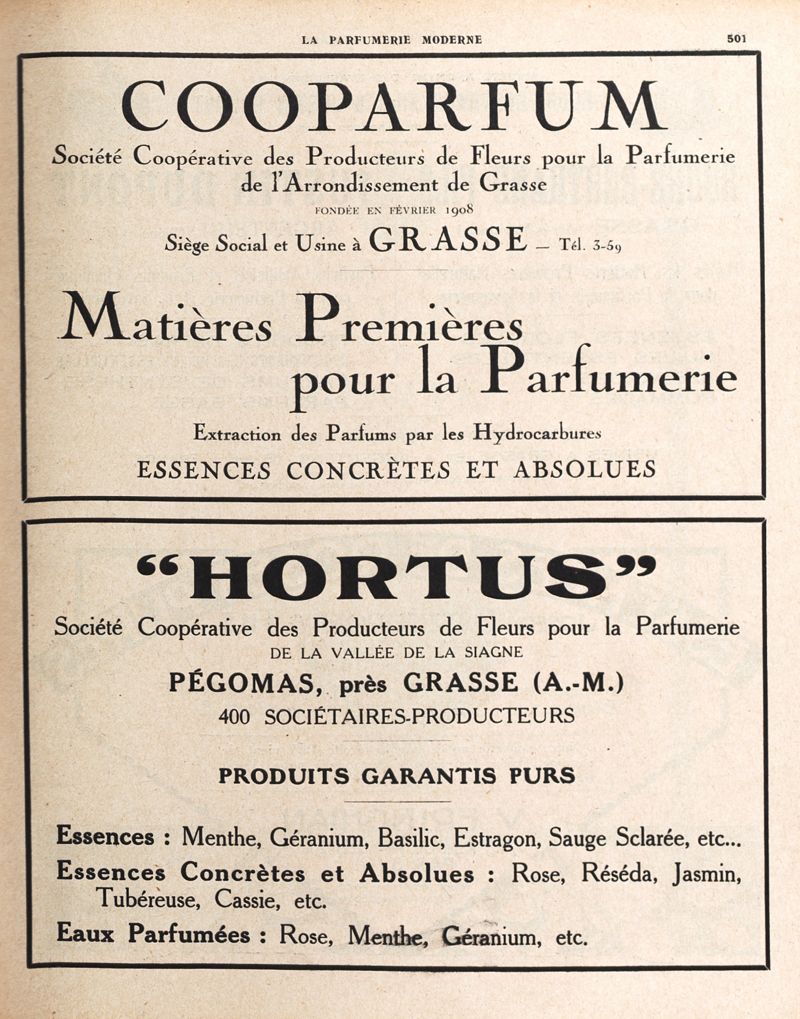 LA PARFUMERIE MODERNE
501
COOPARFUM
Société Coopérative des Producteurs de Fleurs pour la Parfumerie
de l'Arrondissement de Grasse
FONDÉE EN FÉVRIER 1908
Siège Social et Usine à GRASSE — Tél. 3-59
Matières Premières
pour la Parfumerie
Extraction des Parfums par les Hydrocarbures
ESSENCES CONCRÈTES ET ABSOLUES
"HORTUS"
Société Coopérative des Producteurs de Fleurs pour la Parfumerie
DE LA VALLÉE DE LA SIAGNE
PÉGOMAS, près GRASSE (A.-M.)
400 SOCIÉTAIRES-PRODUCTEURS
PRODUITS GARANTIS PURS
Essences : Menthe, Géranium, Basilic, Estragon, Sauge Sclarée, etc...
Essences Concrètes et Absolues : Rose, Réséda, Jasmin,
Tubéreuse, Cassie, etc.
Eaux Parfumées : Rose, Menthe, Géranium, etc.